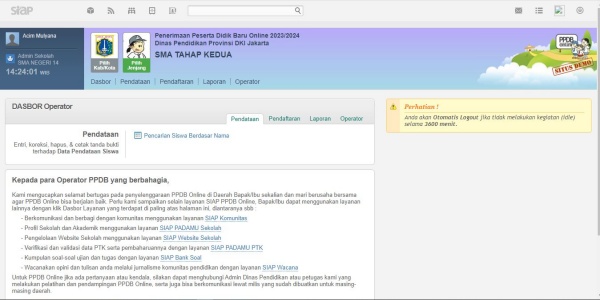 SIAP
Acim Mulyana
Admin Sekolah
SMA NEGERI 14
14:24:01 WIB
Pilih Kab/Kota
Pilih Jenjang
Penerimaan Peserta Didik Baru Online 2023/2024
Dinas Pendidikan Provinsi DKI Jakarta
SMA TAHAP KEDUA
Dasbor | Pendataan | Pendaftaran | Laporan | Operator
PPDB
SITUS DEMO
DASBOR Operator
Pendataan Pendaftaran Laporan Operator
Pendataan
Entri, koreksi, hapus, & cetak tanda bukti terhadap Data Pendataan Siswa
Pencarian Siswa Berdasar Nama
Perhatian !
Anda akan Otomatis Logout jika tidak melakukan kegiatan (idle)
selama 3600 menit.
Kepada para Operator PPDB yang berbahagia,
Kami mengucapkan selamat bertugas pada penyelenggaraan PPDB Online di Daerah Bapak/Ibu sekalian dan mari berusaha bersama
agar PPDB Online bisa berjalan baik. Perlu kami sampaikan selain layanan SIAP PPDB Online, Bapak/Ibu dapat menggunakan layanan
lainnya dengan klik Dasbor Layanan yang terdapat di paling atas halaman ini, diantaranya sbb :
- Berkomunikasi dan berbagi dengan komunitas menggunakan layanan SIAP Komunitas
- Profil Sekolah dan Akademik menggunakan layanan SIAP PADAMU Sekolah
- Pengelolaan Website Sekolah menggunakan layanan SIAP Website Sekolah
- Verifikasi dan validasi data PTK serta pembaharuannya dengan layanan SIAP PADAMU PTK
- Kumpulan soal-soal ujian dan tugas dengan layanan SIAP Bank Soal
- Wacanakan opini dan tulisan anda melalui jurnalisme komunitas pendidikan dengan layanan SIAP Wacana
Untuk PPDB Online jika ada pertanyaan atau kendala, silakan dapat menghubungi Admin Dinas Pendidikan atau petugas kami yang
melakukan pelatihan dan pendampingan PPDB Online, serta juga bisa berkomunikasi lewat milis yang sudah dibuatkan untuk masing-
masing daerah.